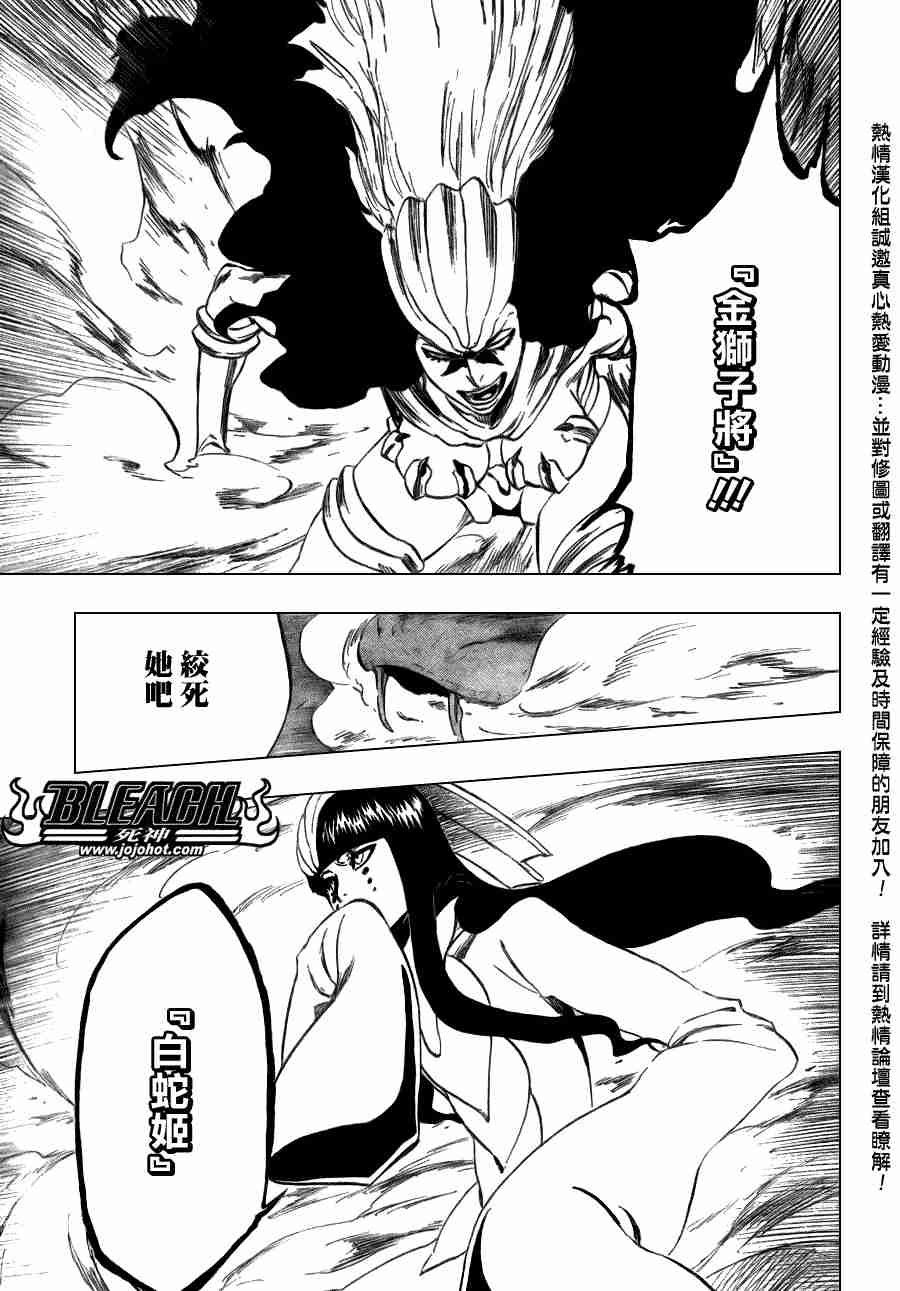 『金獅子將』!!!
絞死
她吧
BLEACH
死神
www.jojohot.com
『白蛇姬』
熱情漢化組誠邀真心熱愛動漫…並對修圖或翻譯有一定經驗及時間保障的朋友加入！ 詳情請到熱情論壇查看瞭解！